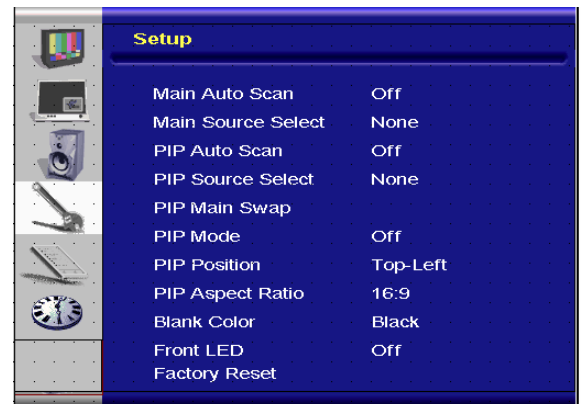 Setup
Main Auto Scan Off
Main Source Select None
PIP Auto Scan Off
PIP Source Select None
PIP Main Swap
PIP Mode Off
PIP Position Top-Left
PIP Aspect Ratio 16:9
Blank Color Black
Front LED Off
Factory Reset